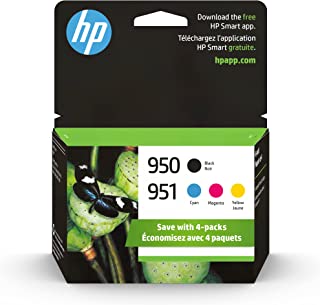 hp
Download the free
HP Smart app.
Téléchargez l'application
HP Smart gratuite.
hpapp.com
950
Black
Noir
951
Cyan
Magenta
Yellow
Jaune
Save with 4-packs
Économisez avec 4 paquets